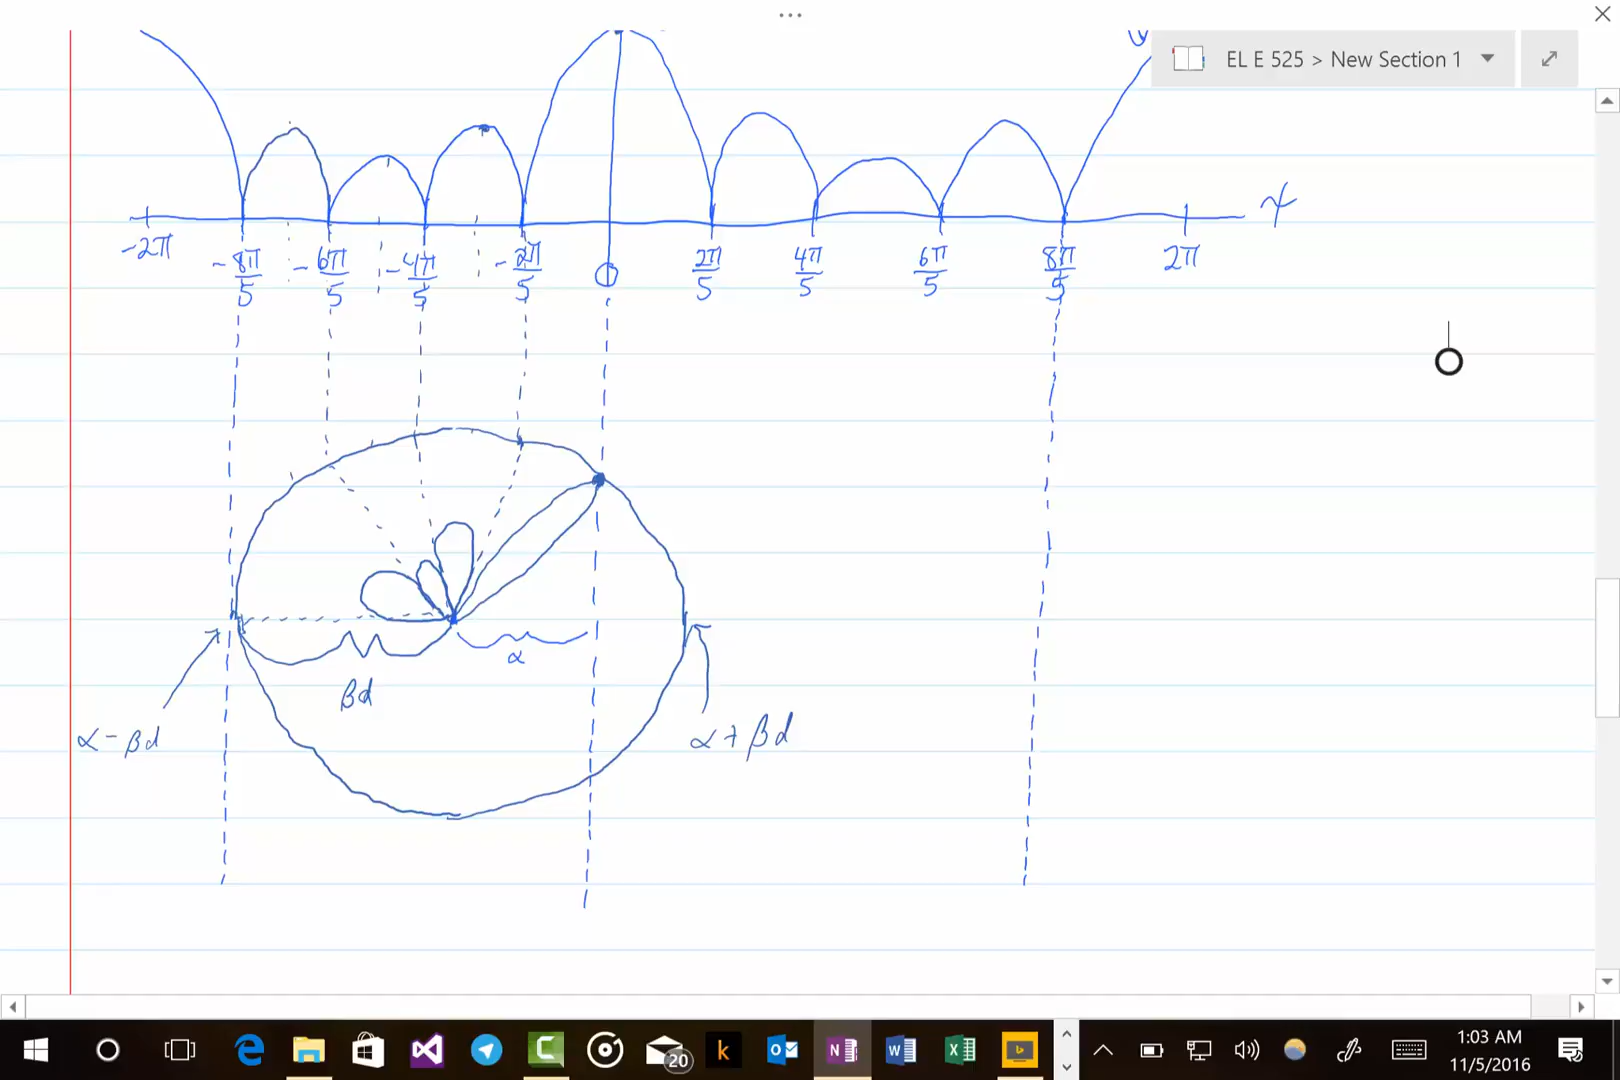 EL E 525 > New Section 1
ψ
-2π -8π/5 -6π/5 -4π/5 -2π/5 0 2π/5 4π/5 6π/5 8π/5 2π
α
βd
α - βd
α + βd
20
1:03 AM
11/5/2016